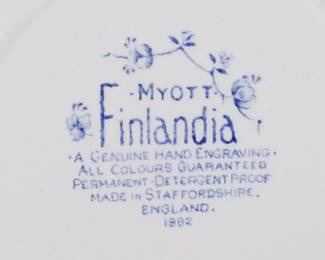 · MYOTT ·
Finlandia
· A GENUINE HAND ENGRAVING ·
ALL COLOURS GUARANTEED
PERMANENT · DETERGENT PROOF
MADE IN STAFFORDSHIRE.
ENGLAND.
1982